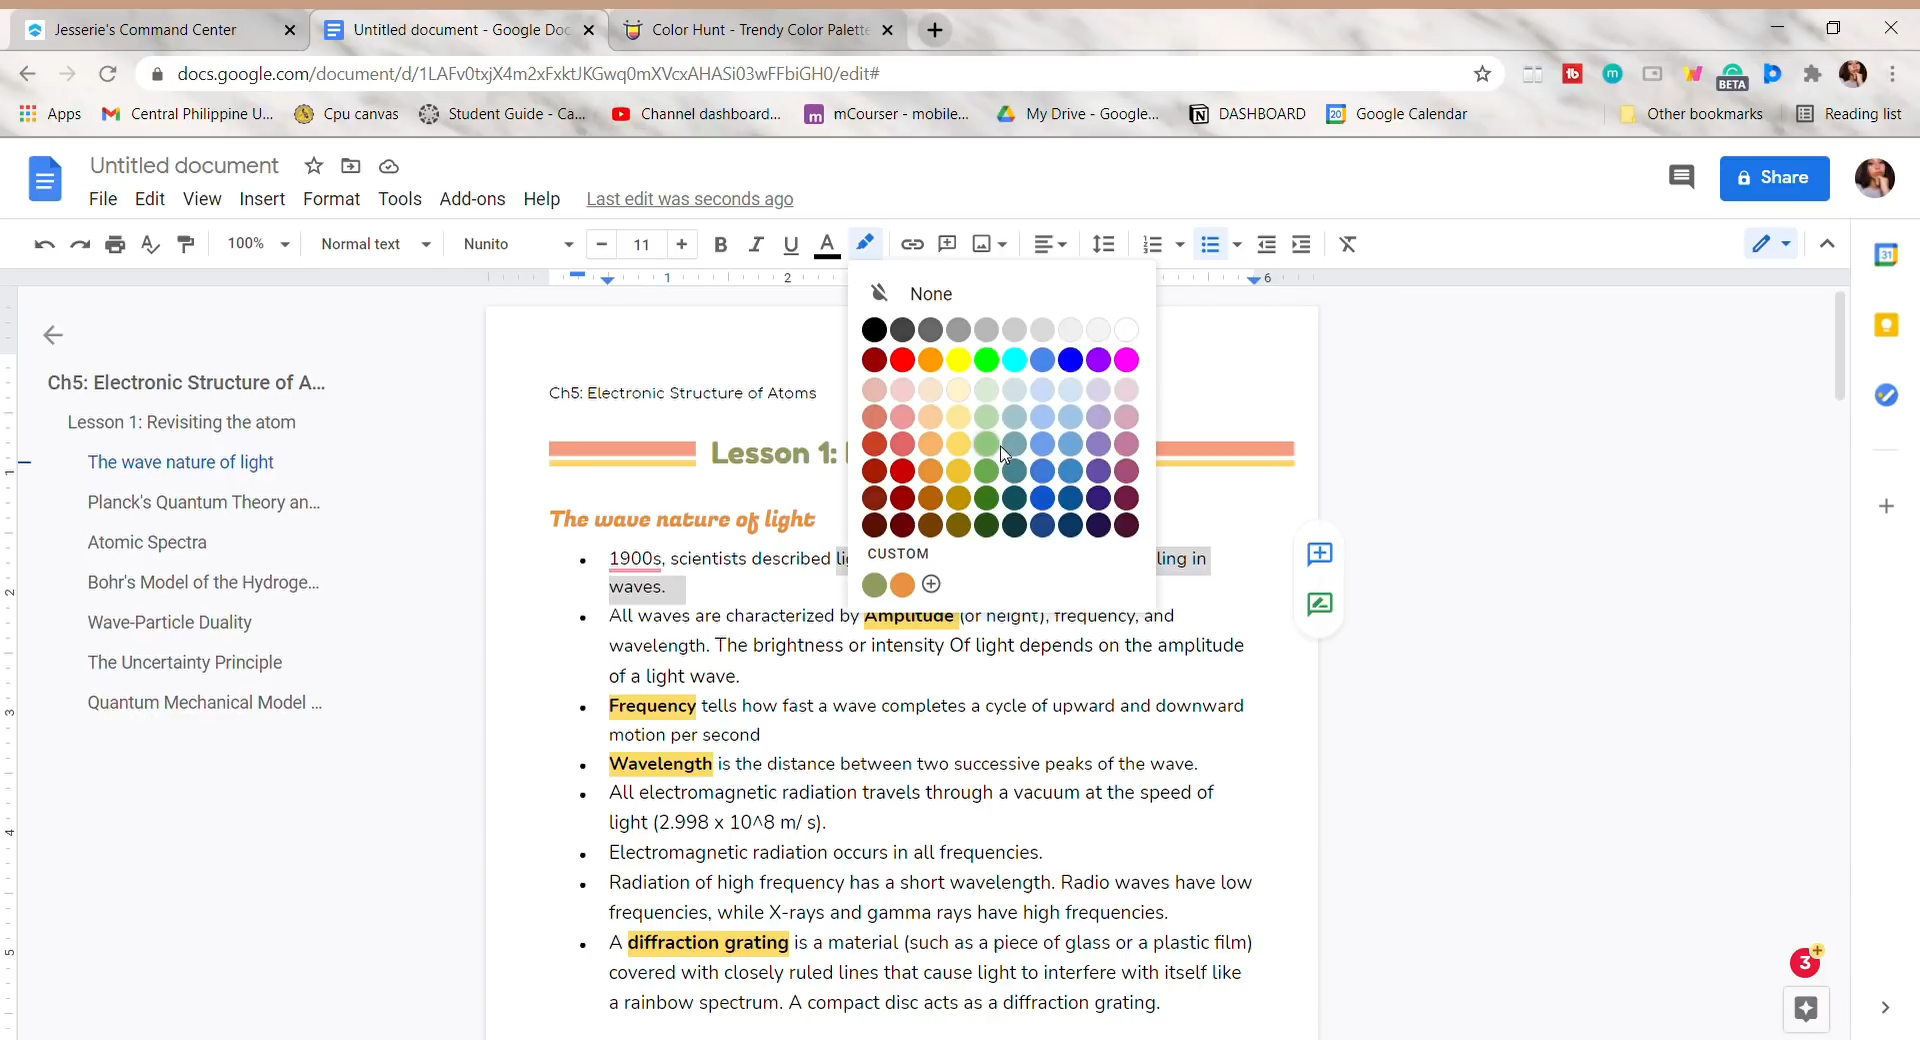 Jesserie's Command Center
Untitled document - Google Doc
Color Hunt - Trendy Color Palette
docs.google.com/document/d/1LAFv0txjX4m2xFxktJKGwq0mXVcxAHASi03wFFbiGH0/edit#
BETA
Apps
Central Philippine U...
Cpu canvas
Student Guide - Ca...
Channel dashboard...
mCourser - mobile...
My Drive - Google...
DASHBOARD
Google Calendar
Other bookmarks
Reading list
Untitled document
Share
File Edit View Insert Format Tools Add-ons Help Last edit was seconds ago
100% Normal text Nunito 11
1 2 6
None
CUSTOM
Ch5: Electronic Structure of A...
Lesson 1: Revisiting the atom
The wave nature of light
Planck's Quantum Theory an...
Atomic Spectra
Bohr's Model of the Hydroge...
Wave-Particle Duality
The Uncertainty Principle
Quantum Mechanical Model ...
Ch5: Electronic Structure of Atoms
Lesson 1:
The wave nature of light
1900s, scientists described
ling in
waves.
All waves are characterized by Amplitude (or height), frequency, and
wavelength. The brightness or intensity Of light depends on the amplitude
of a light wave.
Frequency tells how fast a wave completes a cycle of upward and downward
motion per second
Wavelength is the distance between two successive peaks of the wave.
All electromagnetic radiation travels through a vacuum at the speed of
light (2.998 x 10^8 m/ s).
Electromagnetic radiation occurs in all frequencies.
Radiation of high frequency has a short wavelength. Radio waves have low
frequencies, while X-rays and gamma rays have high frequencies.
A diffraction grating is a material (such as a piece of glass or a plastic film)
covered with closely ruled lines that cause light to interfere with itself like
a rainbow spectrum. A compact disc acts as a diffraction grating.
1
2
3
4
5
31
3